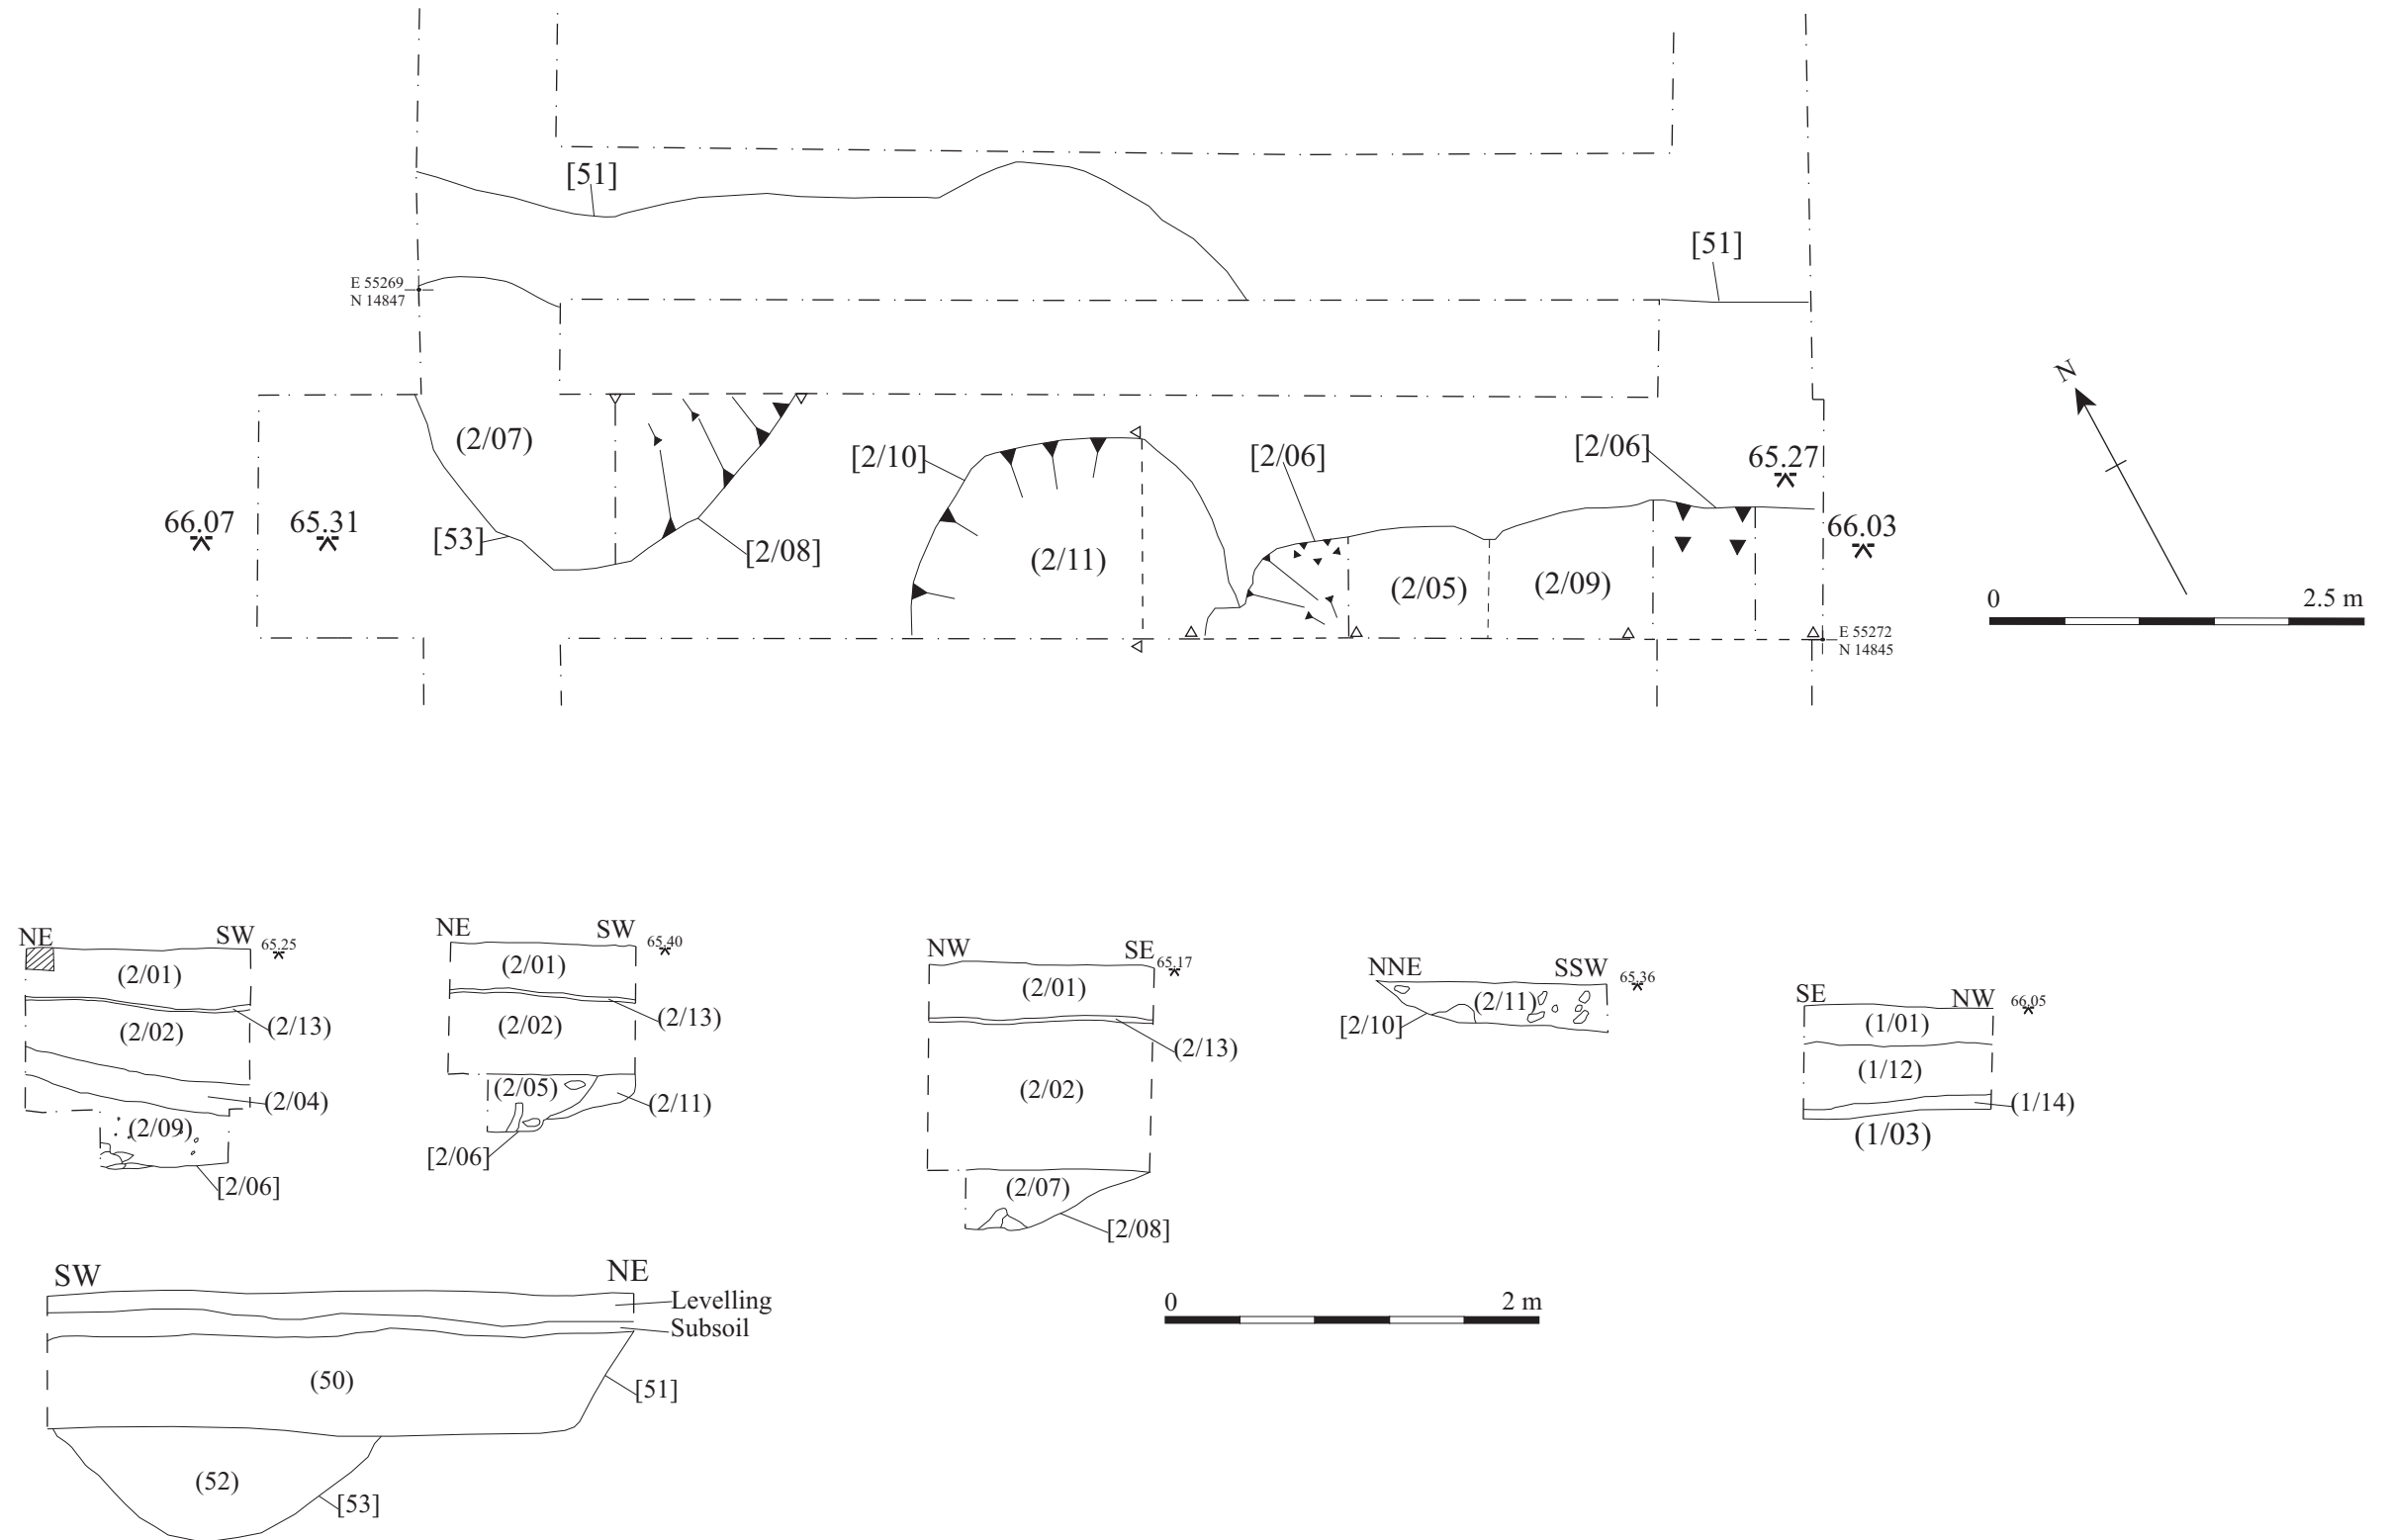 [51]
[51]
E 55269
N 14847
N
(2/07)
[2/10]
[2/06]
[2/06]
65.27
66.07
65.31
[53]
[2/08]
(2/11)
(2/05)
(2/09)
66.03
0 2.5 m
E 55272
N 14845
NE SW 65.25
(2/01)
(2/13)
(2/02)
(2/04)
(2/09)
[2/06]
NE SW 65.40
(2/01)
(2/13)
(2/02)
(2/05)
(2/11)
[2/06]
NW SE 65.17
(2/01)
(2/13)
(2/02)
(2/07)
[2/08]
NNE SSW 65.36
(2/11)
[2/10]
SE NW 66.05
(1/01)
(1/12)
(1/14)
(1/03)
SW NE
Levelling
Subsoil
(50)
[51]
(52)
[53]
0 2 m